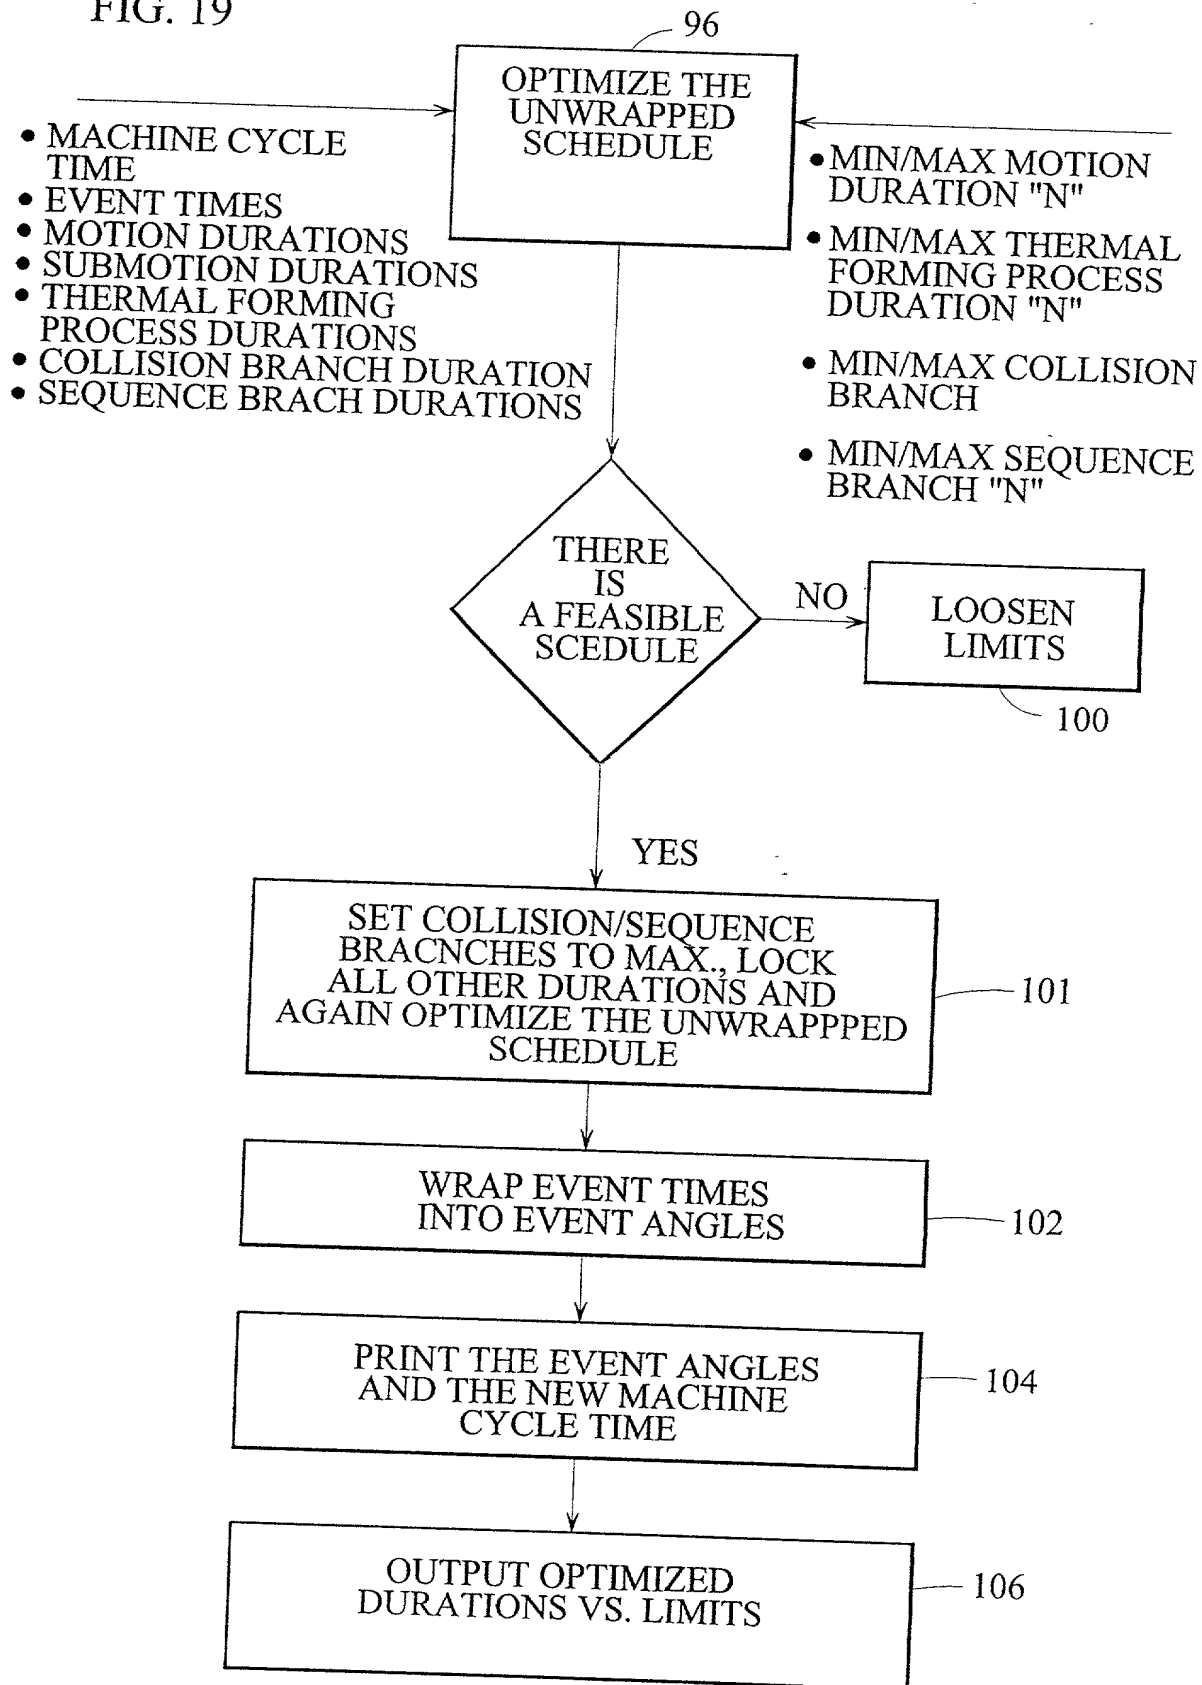 FIG. 19
96
OPTIMIZE THE
UNWRAPPED
SCHEDULE
• MACHINE CYCLE
TIME
• EVENT TIMES
• MOTION DURATIONS
• SUBMOTION DURATIONS
• THERMAL FORMING
PROCESS DURATIONS
• COLLISION BRANCH DURATION
• SEQUENCE BRACH DURATIONS
• MIN/MAX MOTION
DURATION "N"
• MIN/MAX THERMAL
FORMING PROCESS
DURATION "N"
• MIN/MAX COLLISION
BRANCH
• MIN/MAX SEQUENCE
BRANCH "N"
THERE
IS
A FEASIBLE
SCEDULE
NO
LOOSEN
LIMITS
100
YES
SET COLLISION/SEQUENCE
BRACNCHES TO MAX., LOCK
ALL OTHER DURATIONS AND
AGAIN OPTIMIZE THE UNWRAPPPED
SCHEDULE
101
WRAP EVENT TIMES
INTO EVENT ANGLES
102
PRINT THE EVENT ANGLES
AND THE NEW MACHINE
CYCLE TIME
104
OUTPUT OPTIMIZED
DURATIONS VS. LIMITS
106